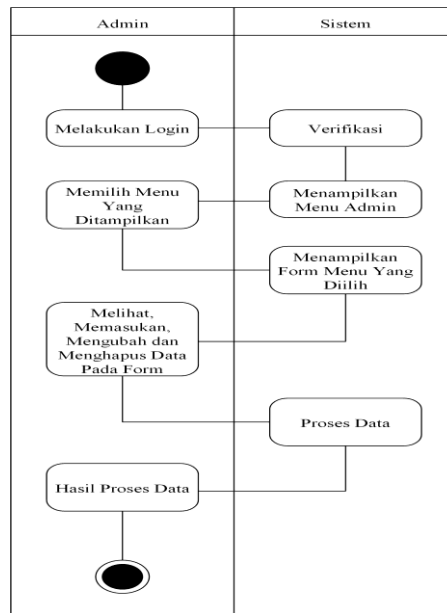 Admin
Sistem
Melakukan Login
Verifikasi
Memilih Menu
Yang
Ditampilkan
Menampilkan
Menu Admin
Menampilkan
Form Menu Yang
Diilih
Melihat,
Memasukan,
Mengubah dan
Menghapus Data
Pada Form
Proses Data
Hasil Proses Data